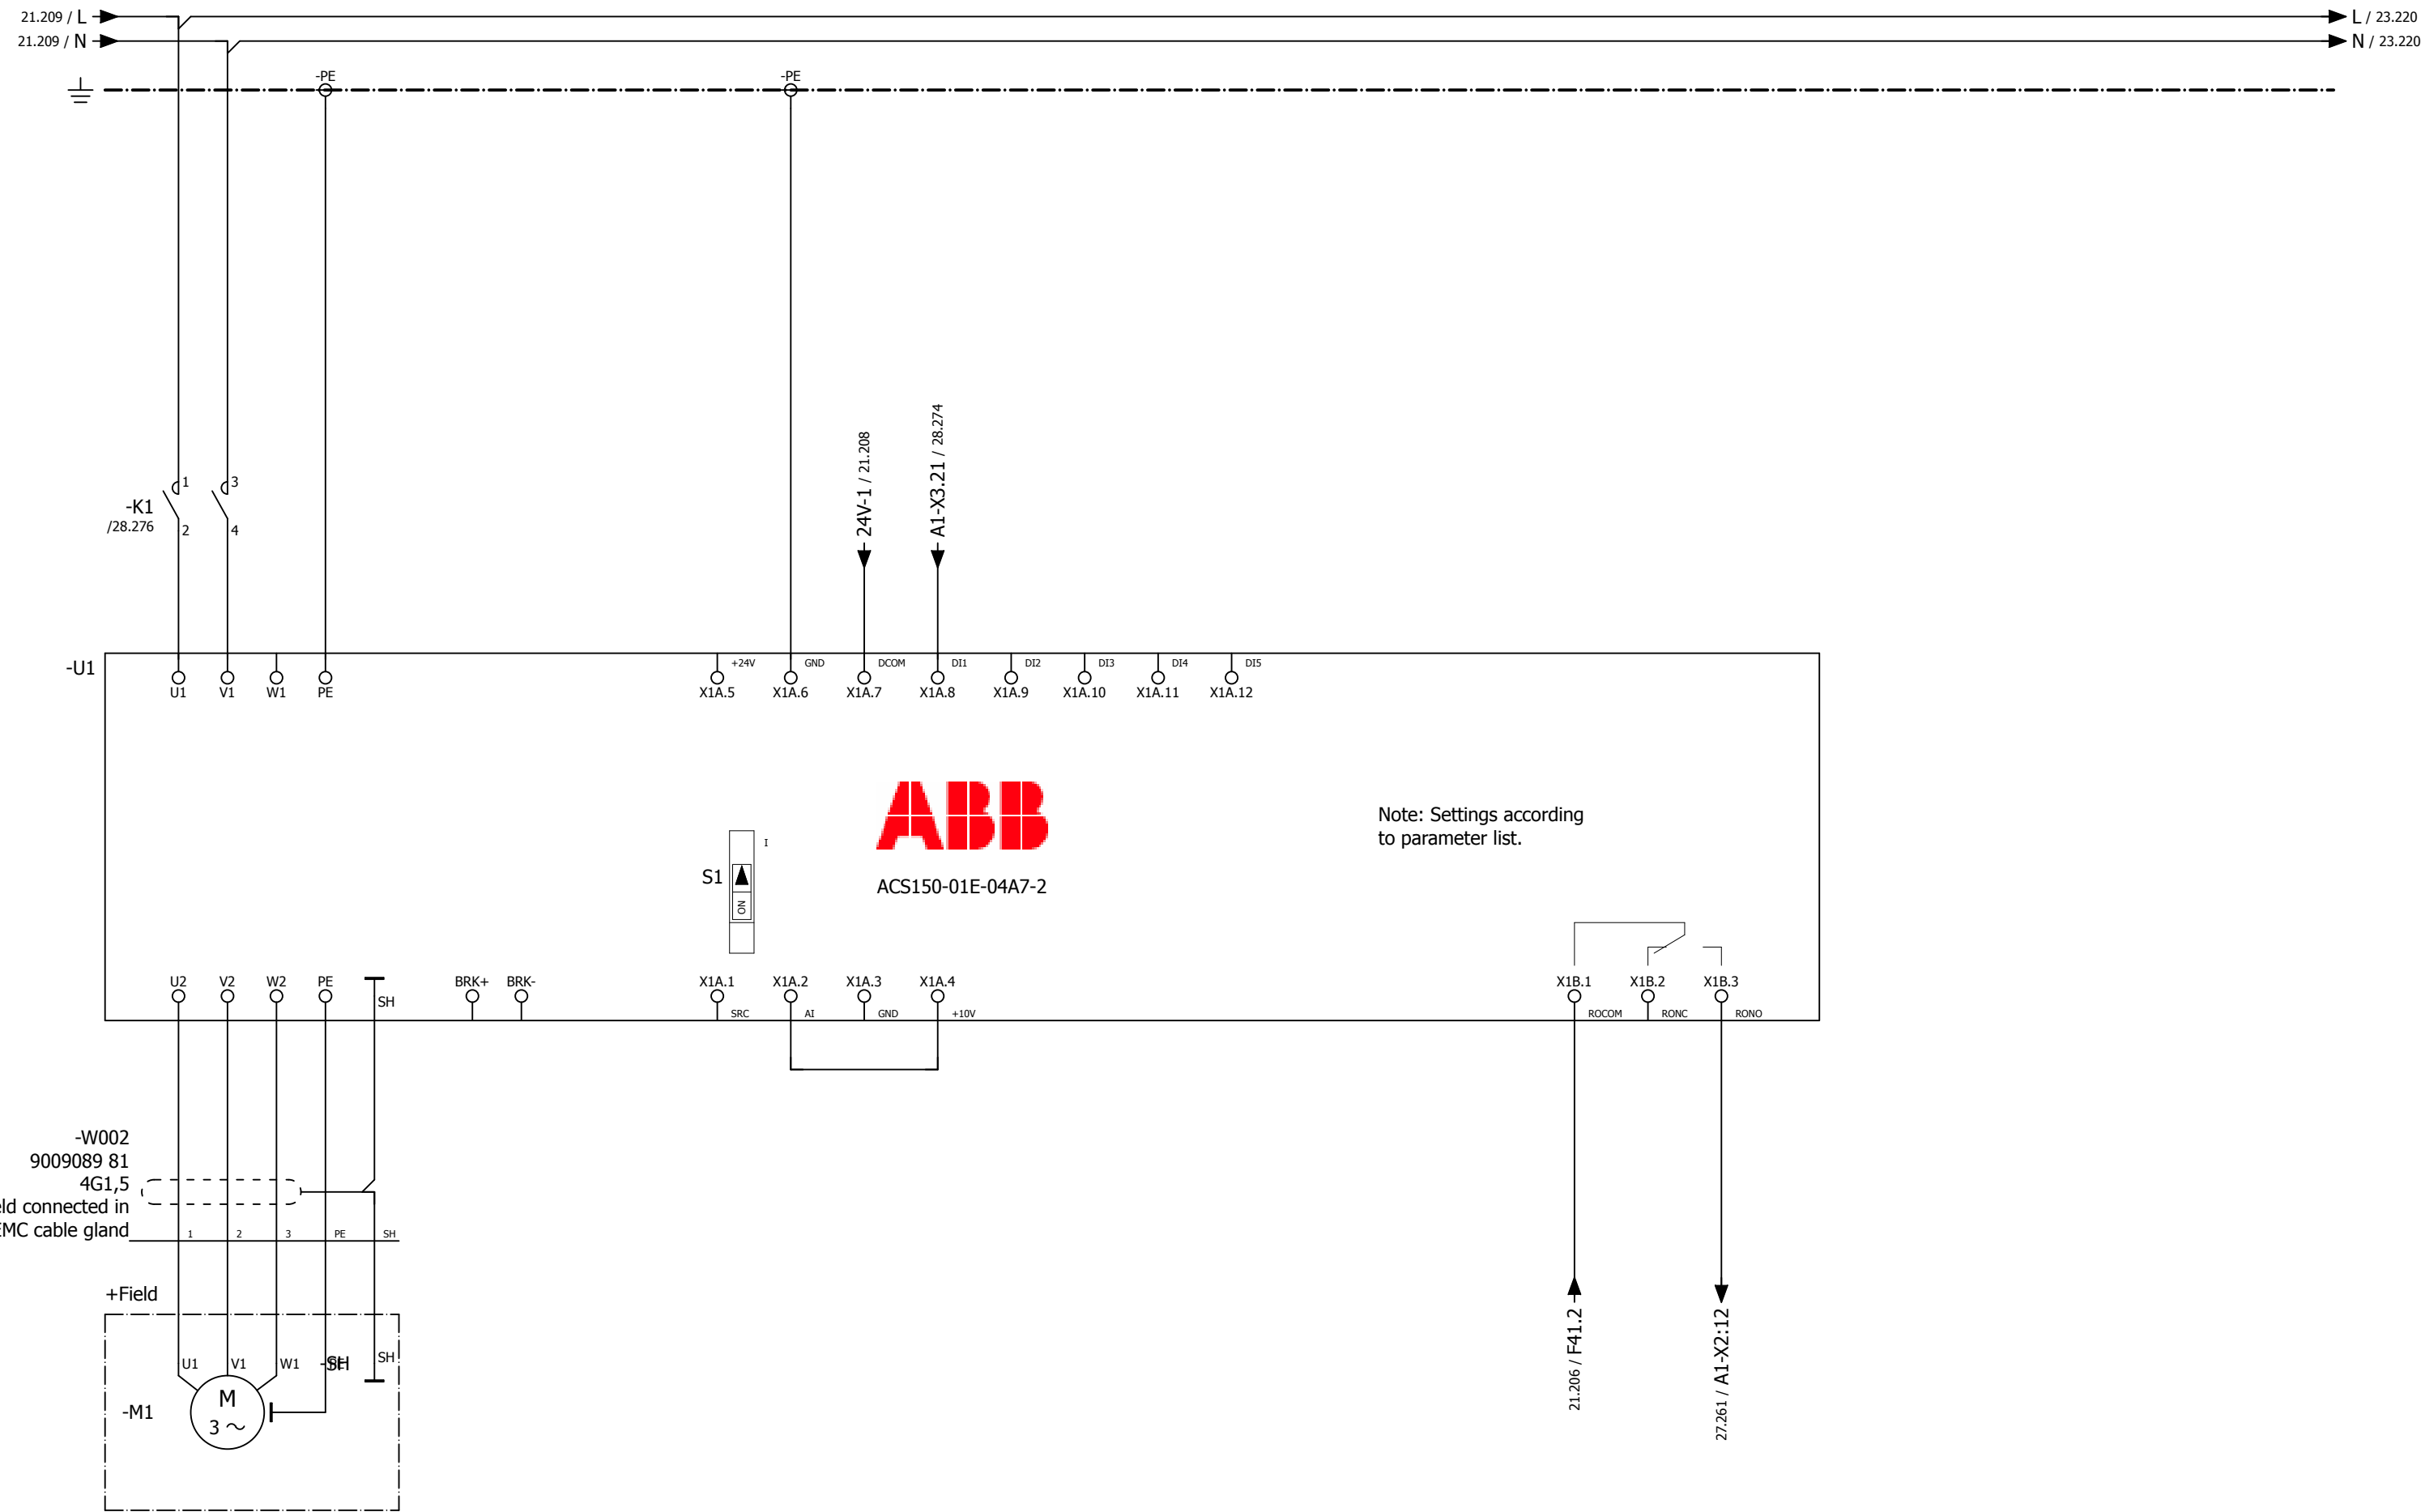 21.209 / L
L / 23.220
21.209 / N
N / 23.220
-PE
-PE
24V-1 / 21.208
A1-X3.21 / 28.274
-K1
/28.276
1
2
3
4
-U1
U1
V1
W1
PE
+24V
GND
DCOM
DI1
DI2
DI3
DI4
DI5
X1A.5
X1A.6
X1A.7
X1A.8
X1A.9
X1A.10
X1A.11
X1A.12
ABB
ACS150-01E-04A7-2
Note: Settings according
to parameter list.
S1
I
ON
U2
V2
W2
PE
SH
BRK+
BRK-
X1A.1
X1A.2
X1A.3
X1A.4
SRC
AI
GND
+10V
X1B.1
X1B.2
X1B.3
ROCOM
RONC
RONO
-W002
9009089 81
4G1,5
connected in
cable gland
1
2
3
PE
SH
+Field
U1
V1
W1
-SH
SH
-M1
M
3 ~
21.206 / F41.2
27.261 / A1-X2:12